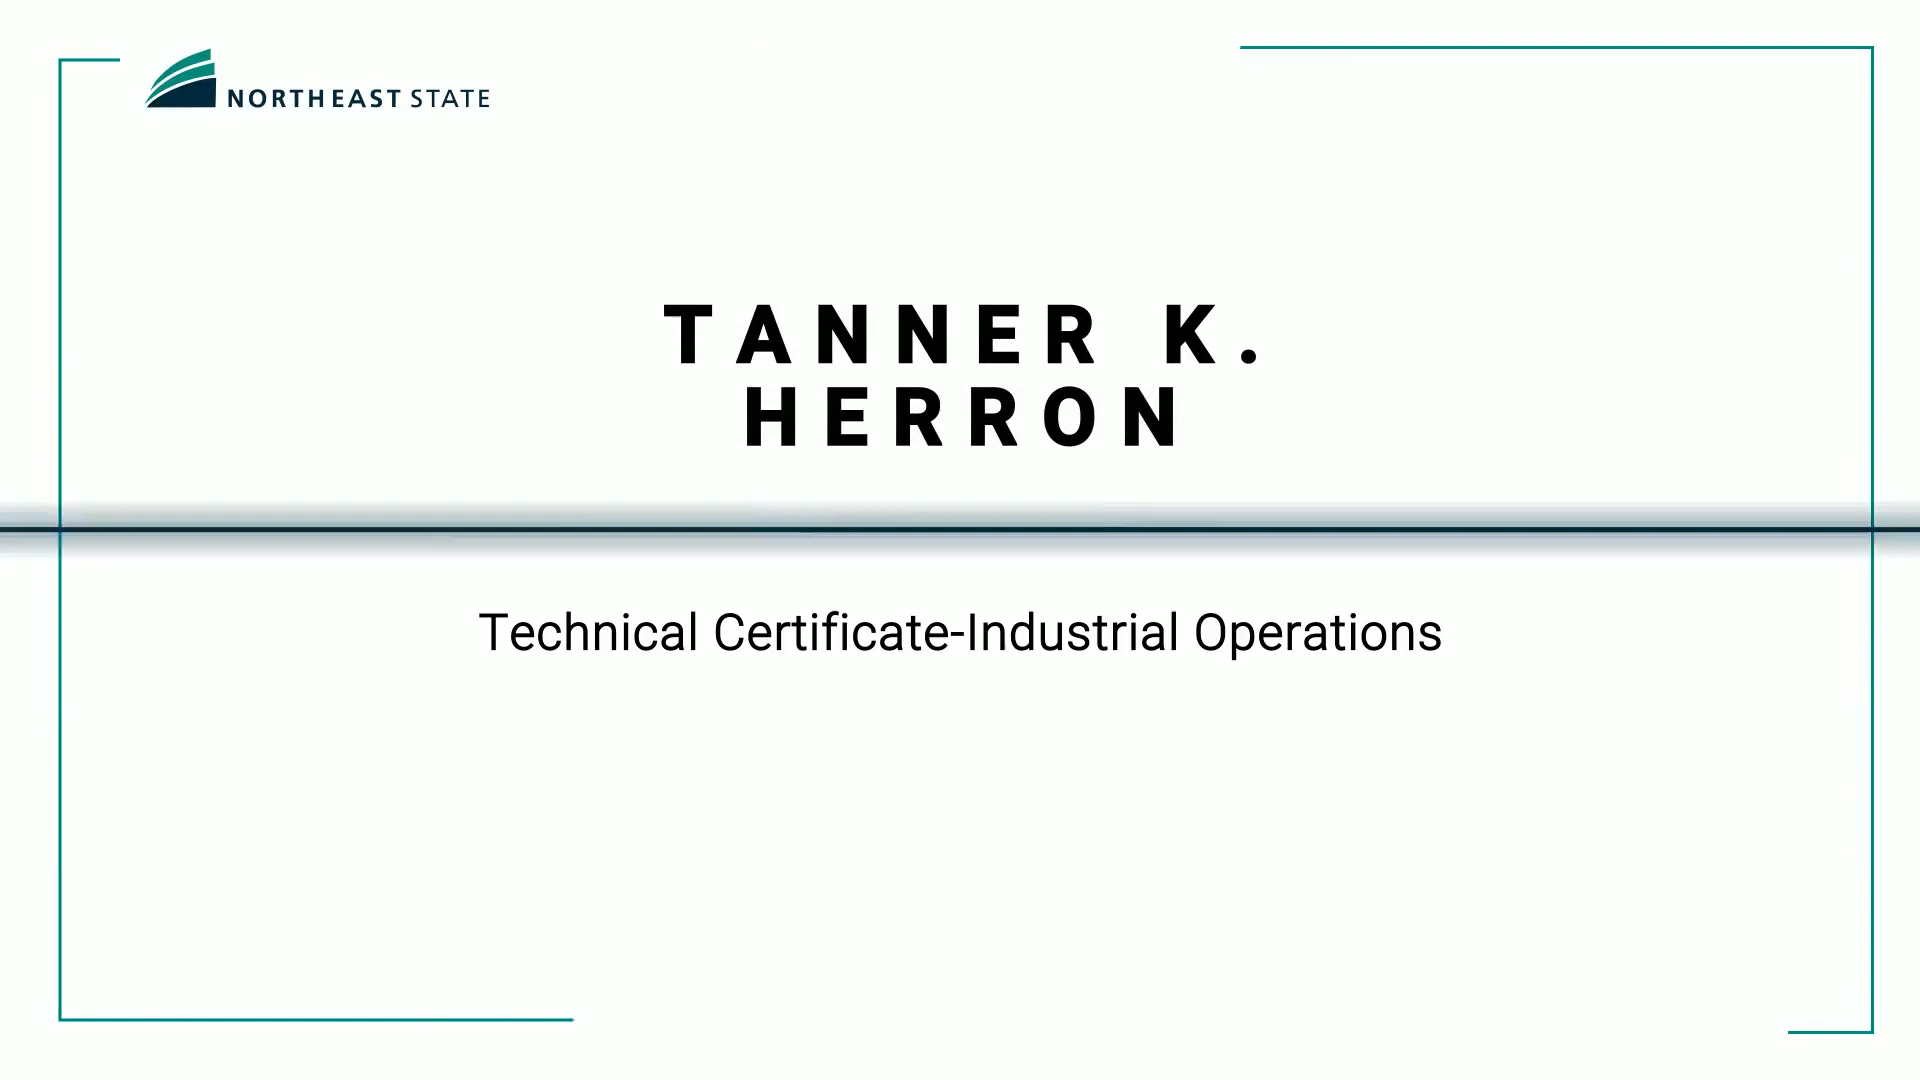 NORTHEAST STATE
TANNER K.
HERRON
Technical Certificate-Industrial Operations